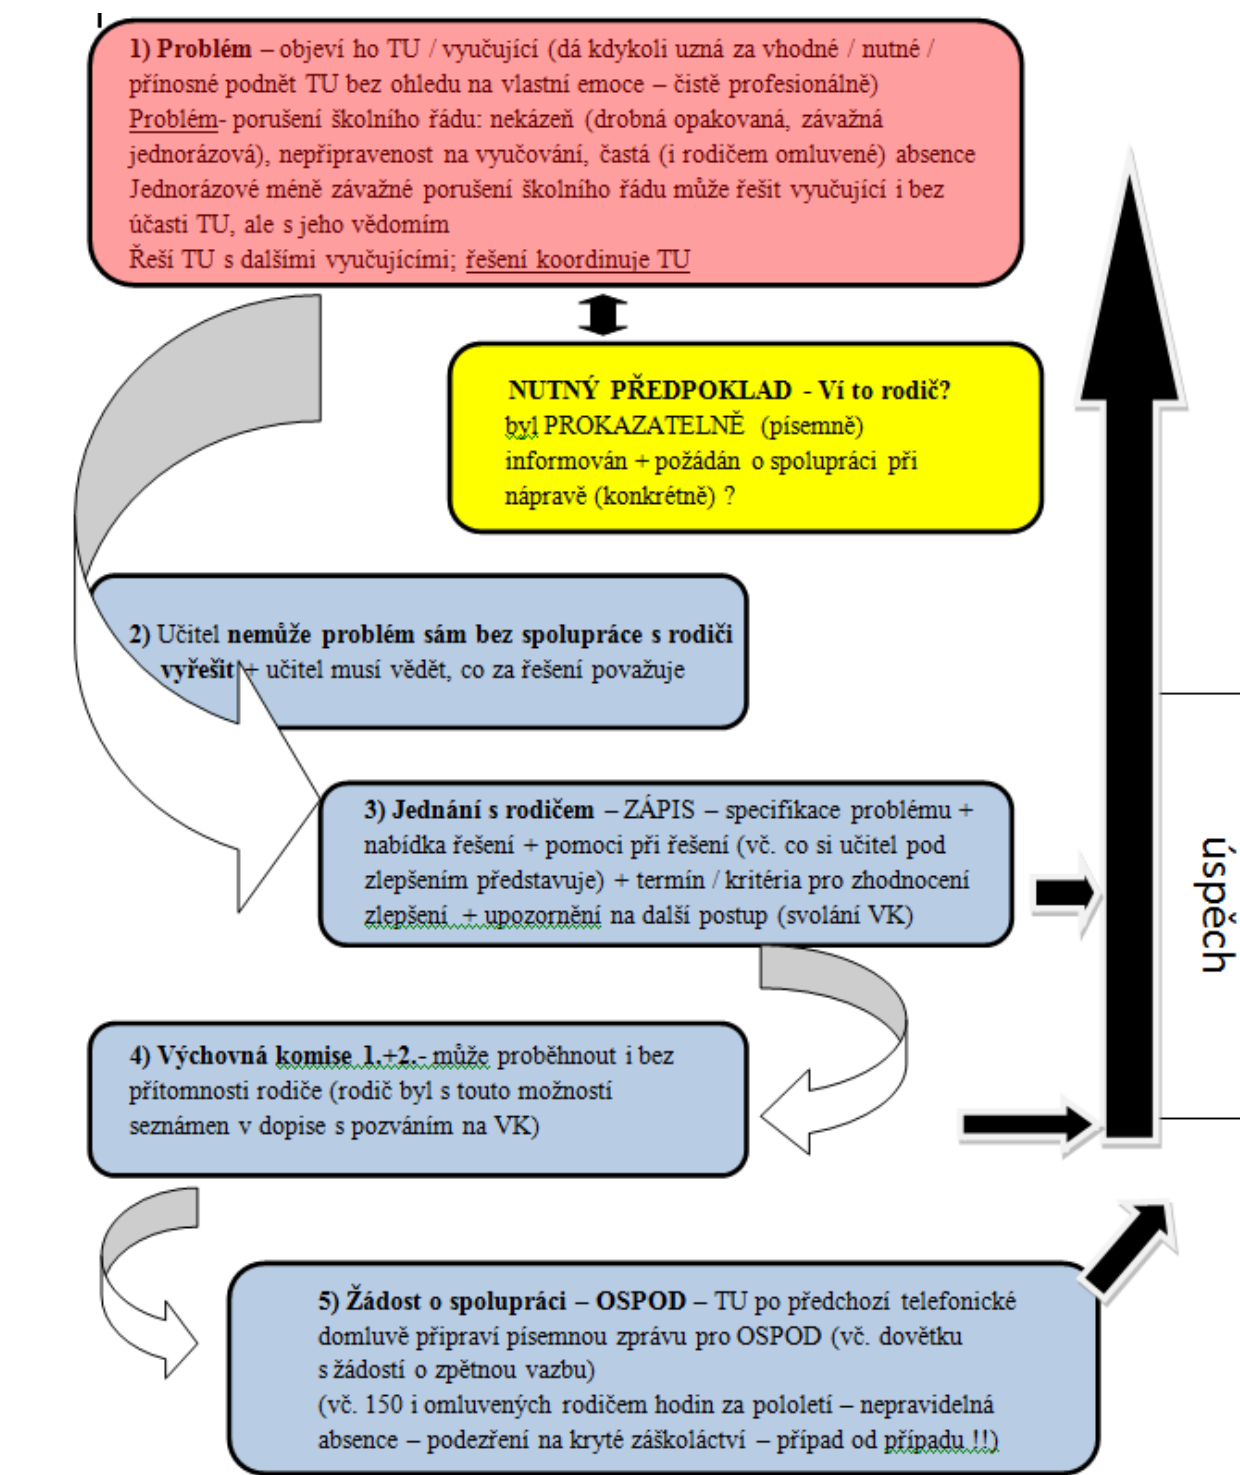 1) Problém – objeví ho TU / vyučující (dá kdykoli uzná za vhodné / nutné /
přínosné podnět TU bez ohledu na vlastní emoce – čistě profesionálně)
Problém- porušení školního řádu: nekázeň (drobná opakovaná, závažná
jednorázová), nepřipravenost na vyučování, častá (i rodičem omluvené) absence
Jednorázové méně závažné porušení školního řádu může řešit vyučující i bez
účasti TU, ale s jeho vědomím
Řeší TU s dalšími vyučujícími; řešení koordinuje TU
NUTNÝ PŘEDPOKLAD - Ví to rodič?
byl PROKAZATELNĚ (písemně)
informován + požádán o spolupráci při
nápravě (konkrétně) ?
2) Učitel nemůže problém sám bez spolupráce s rodiči
vyřešit + učitel musí vědět, co za řešení považuje
3) Jednání s rodičem – ZÁPIS – specifikace problému +
nabídka řešení + pomoci při řešení (vč. co si učitel pod
zlepšením představuje) + termín / kritéria pro zhodnocení
zlepšení + upozornění na další postup (svolání VK)
úspěch
4) Výchovná komise 1.+2.- může proběhnout i bez
přítomnosti rodiče (rodič byl s touto možností
seznámen v dopise s pozváním na VK)
5) Žádost o spolupráci – OSPOD – TU po předchozí telefonické
domluvě připraví písemnou zprávu pro OSPOD (vč. dovětku
s žádostí o zpětnou vazbu)
(vč. 150 i omluvených rodičem hodin za pololetí – nepravidelná
absence – podezření na kryté záškoláctví – případ od případu !!)